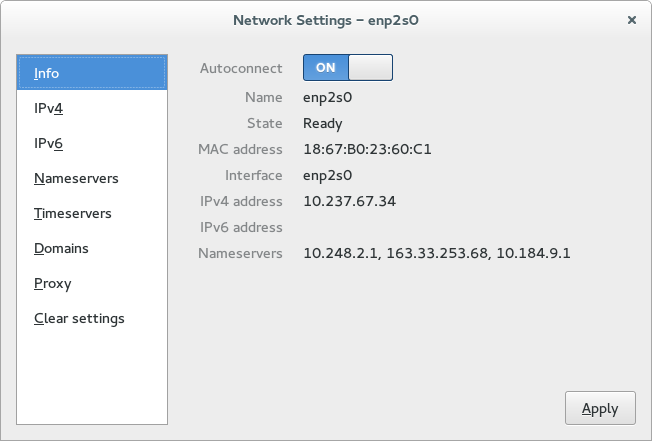 Network Settings – enp2s0
Info
IPv4
IPv6
Nameservers
Timeservers
Domains
Proxy
Clear settings
Autoconnect ON
Name enp2s0
State Ready
MAC address 18:67:B0:23:60:C1
Interface enp2s0
IPv4 address 10.237.67.34
IPv6 address
Nameservers 10.248.2.1, 163.33.253.68, 10.184.9.1
Apply